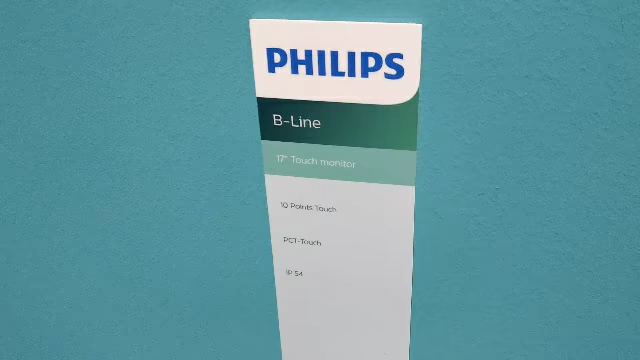 PHILIPS
B-Line
17" Touch monitor
10 Points Touch
PCT-Touch
IP 54